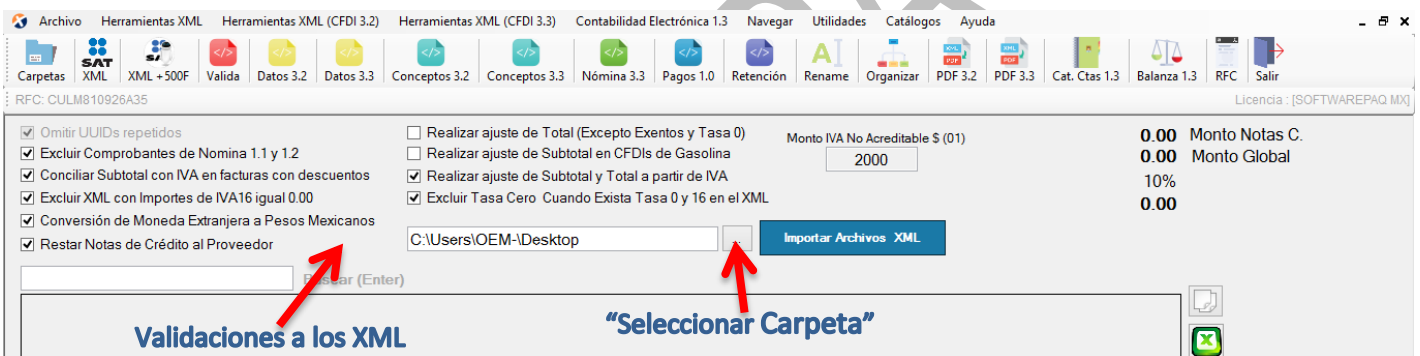 Archivo Herramientas XML Herramientas XML (CFDI 3.2) Herramientas XML (CFDI 3.3) Contabilidad Electrónica 1.3 Navegar Utilidades Catálogos Ayuda
Carpetas XML XML +500F Valida Datos 3.2 Datos 3.3 Conceptos 3.2 Conceptos 3.3 Nómina 3.3 Pagos 1.0 Retención Rename Organizar PDF 3.2 PDF 3.3 Cat. Ctas 1.3 Balanza 1.3 RFC Salir
RFC: CULM810926A35 Licencia : [SOFTWAREPAQ MX]
Omitir UUIDs repetidos Realizar ajuste de Total (Excepto Exentos y Tasa 0) Monto IVA No Acreditable $ (01) 0.00 Monto Notas C.
Excluir Comprobantes de Nomina 1.1 y 1.2 Realizar ajuste de Subtotal en CFDIs de Gasolina 2000 0.00 Monto Global
Conciliar Subtotal con IVA en facturas con descuentos Realizar ajuste de Subtotal y Total a partir de IVA 10%
Excluir XML con Importes de IVA16 igual 0.00 Excluir Tasa Cero Cuando Exista Tasa 0 y 16 en el XML 0.00
Conversión de Moneda Extranjera a Pesos Mexicanos
Restar Notas de Crédito al Proveedor C:\Users\OEM-\Desktop Importar Archivos XML
(Enter)
Validaciones a los XML "Seleccionar Carpeta"